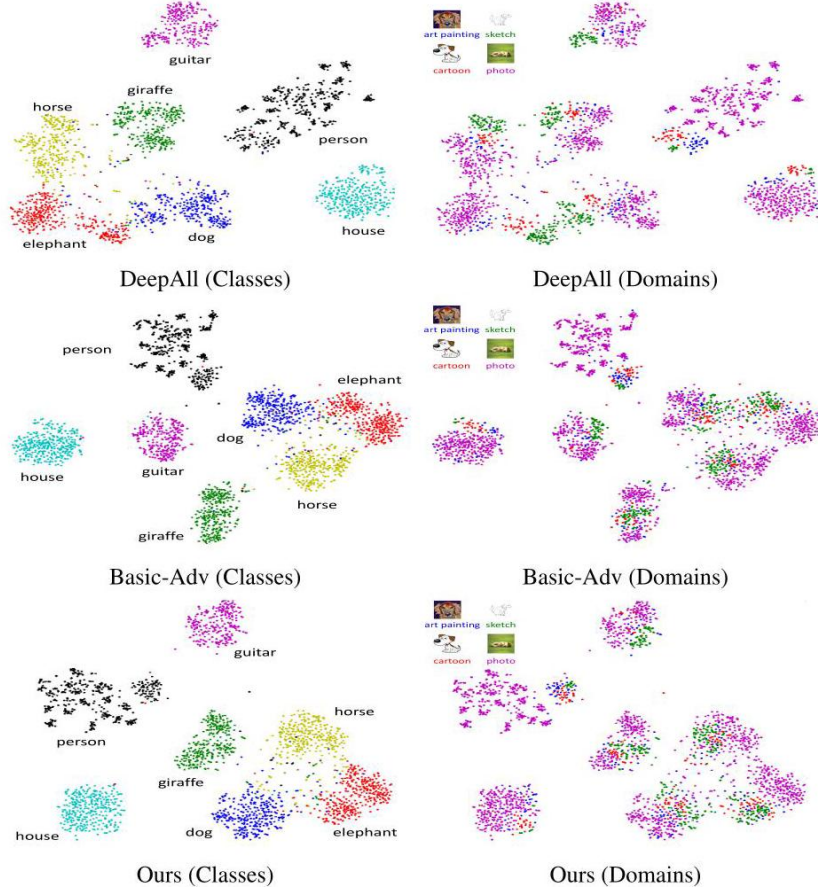 guitar
art painting sketch
cartoon photo
giraffe
horse
person
elephant
dog
house
DeepAll (Classes)
DeepAll (Domains)
person
elephant
dog
house
guitar
horse
giraffe
art painting sketch
cartoon photo
Basic-Adv (Classes)
Basic-Adv (Domains)
guitar
horse
person
giraffe
house
dog
elephant
art painting sketch
cartoon photo
Ours (Classes)
Ours (Domains)